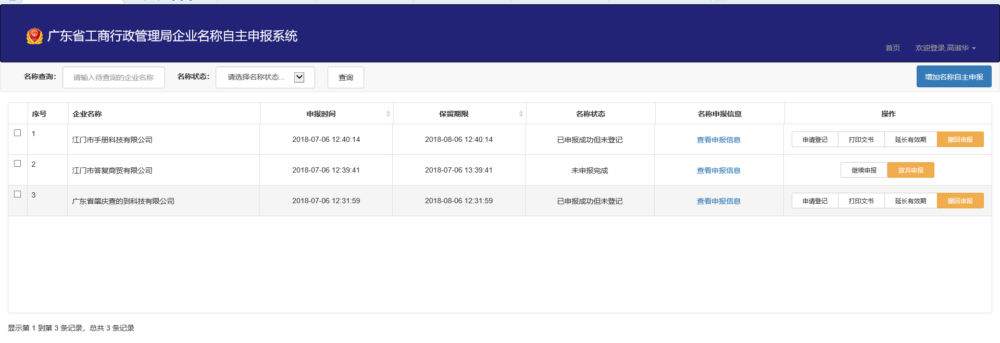 广东省工商行政管理局企业名称自主申报系统
首页 欢迎登录,高淑华
名称查询: 请输入待查询的企业名称 名称状态: 请选择名称状态... 查询 增加名称自主申报
序号 企业名称 申报时间 保留期限 名称状态 名称申报信息 操作
1 江门市手册科技有限公司 2018-07-06 12:40:14 2018-08-06 12:40:14 已申报成功但未登记 查看申报信息 申请登记 打印文书 延长有效期 撤回申报
2 江门市答复商贸有限公司 2018-07-06 12:39:41 2018-07-06 13:39:41 未申报完成 查看申报信息 继续申报 放弃申报
3 广东省肇庆查的到科技有限公司 2018-07-06 12:31:59 2018-08-06 12:31:59 已申报成功但未登记 查看申报信息 申请登记 打印文书 延长有效期 撤回申报
显示第 1 到第 3 条记录，总共 3 条记录